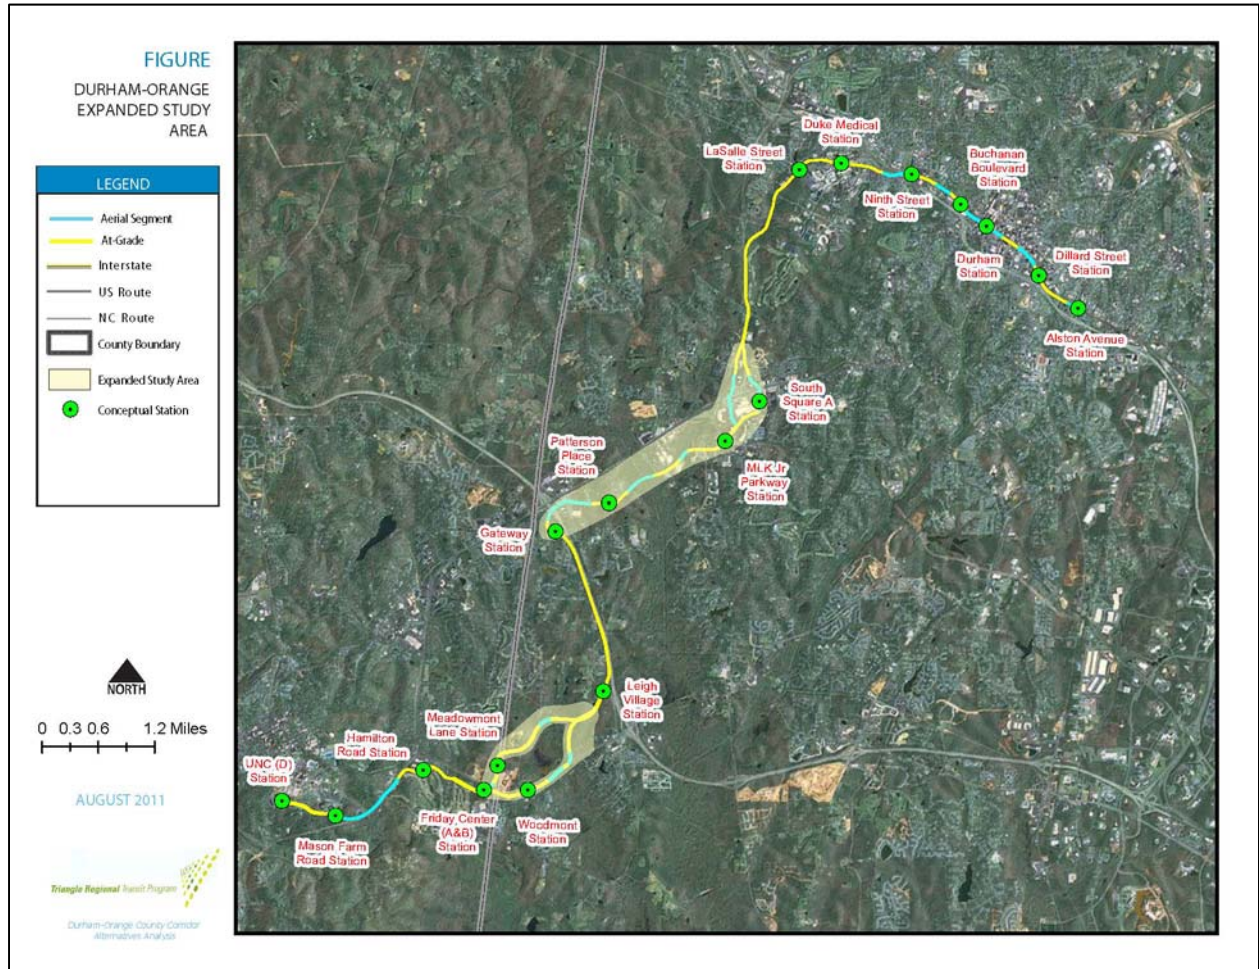 FIGURE
DURHAM-ORANGE
EXPANDED STUDY
AREA
LEGEND
Aerial Segment
At-Grade
Interstate
US Route
NC Route
County Boundary
Expanded Study Area
Conceptual Station
NORTH
0 0.3 0.6 1.2 Miles
AUGUST 2011
Triangle Regional Transit Program
Durham-Orange County Corridor
Alternatives Analysis
Duke Medical
Station
LaSalle Street
Station
Buchanan
Boulevard
Station
Ninth Street
Station
Durham
Station
Dillard Street
Station
Alston Avenue
Station
South
Square A
Station
MLK Jr
Parkway
Station
Patterson
Place
Station
Gateway
Station
Leigh
Village
Station
Meadowmont
Lane Station
Hamilton
Road Station
UNC (D)
Station
Mason Farm
Road Station
Friday Center
(A&B)
Station
Woodmont
Station